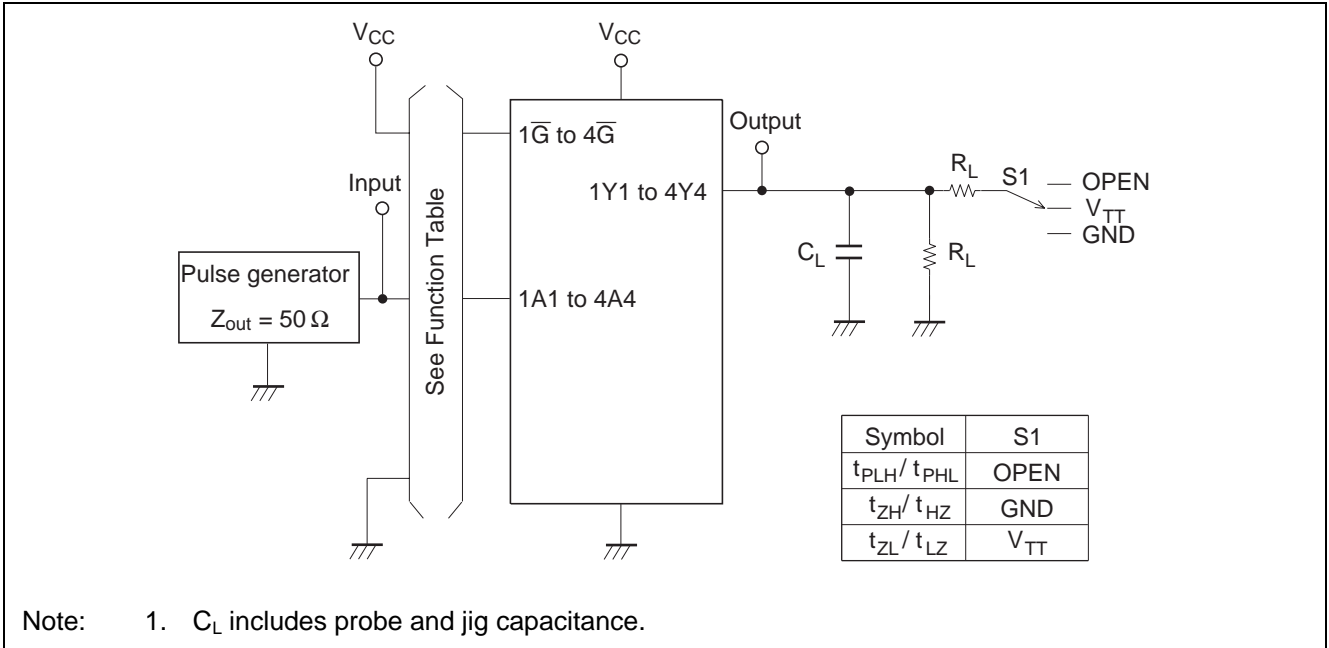 VCC
VCC
1G̅ to 4G̅
Output
Input
1Y1 to 4Y4
RL
S1
OPEN
VTT
GND
CL
RL
Pulse generator
Zout = 50 Ω
See Function Table
1A1 to 4A4
Symbol S1
tPLH/ tPHL OPEN
tZH/ tHZ GND
tZL/ tLZ VTT
Note: 1. CL includes probe and jig capacitance.